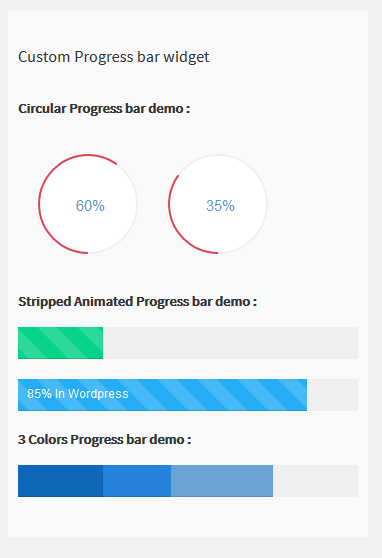 Custom Progress bar widget
Circular Progress bar demo :
60%
35%
Stripped Animated Progress bar demo :
85% In Wordpress
3 Colors Progress bar demo :